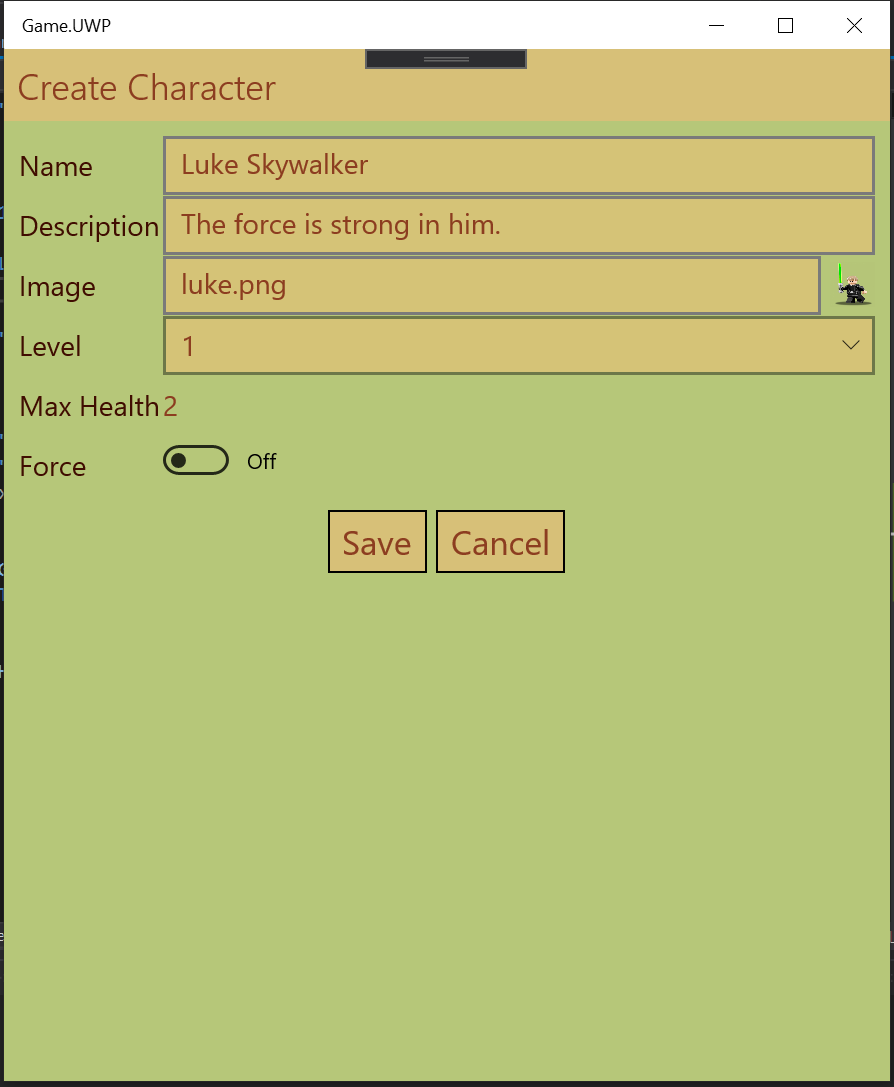 Game.UWP
Create Character
Name Luke Skywalker
Description The force is strong in him.
Image luke.png
Level 1
Max Health 2
Force Off
Save Cancel